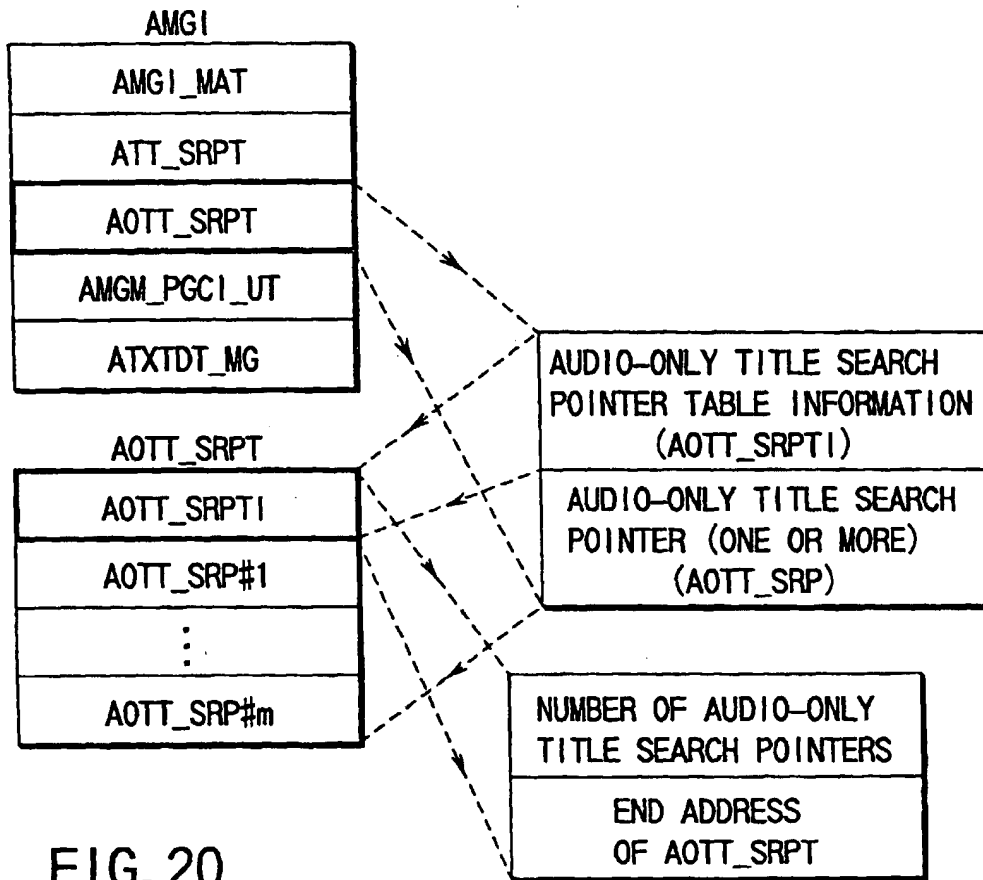 AMGI
AMGI_MAT
ATT_SRPT
AOTT_SRPT
AMGM_PGCI_UT
ATXTDT_MG
AUDIO-ONLY TITLE SEARCH
POINTER TABLE INFORMATION
(AOTT_SRPTI)
AUDIO-ONLY TITLE SEARCH
POINTER (ONE OR MORE)
(AOTT_SRP)
AOTT_SRPT
AOTT_SRPTI
AOTT_SRP#1
⋮
AOTT_SRP#m
NUMBER OF AUDIO-ONLY
TITLE SEARCH POINTERS
END ADDRESS
OF AOTT_SRPT
FIG. 20